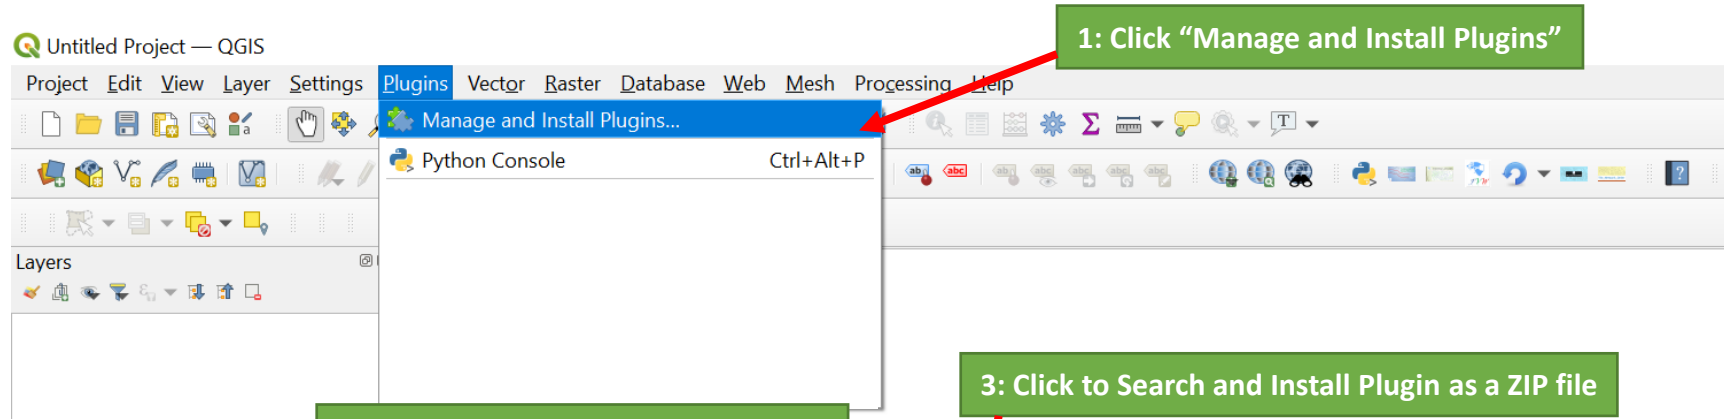 1: Click “Manage and Install Plugins”
Untitled Project — QGIS
Project Edit View Layer Settings Plugins Vector Raster Database Web Mesh Processing Help
Manage and Install Plugins...
Python Console Ctrl+Alt+P
Layers
3: Click to Search and Install Plugin as a ZIP file